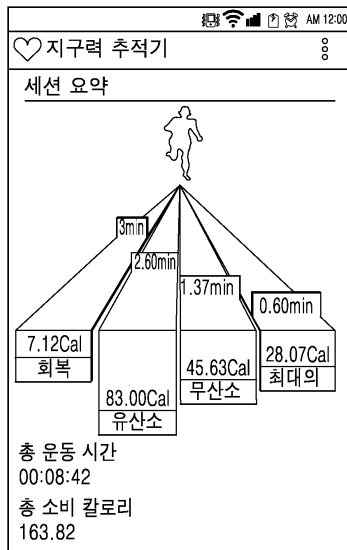 AM 12:00
지구력 추적기
세션 요약
3min
2.60min
1.37min
0.60min
7.12Cal
회복
83.00Cal
유산소
45.63Cal
무산소
28.07Cal
최대의
총 운동 시간
00:08:42
총 소비 칼로리
163.82